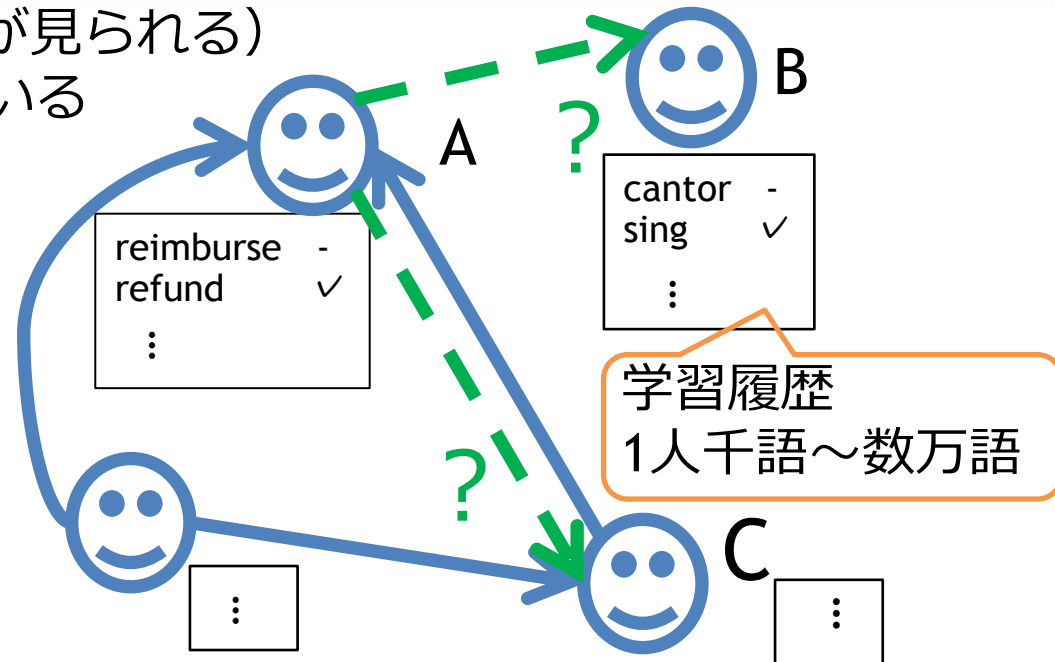 が見られる）
いる
B
?
A
cantor -
sing ✓
⋮
reimburse -
refund ✓
⋮
学習履歴
1人千語～数万語
?
C
⋮
⋮